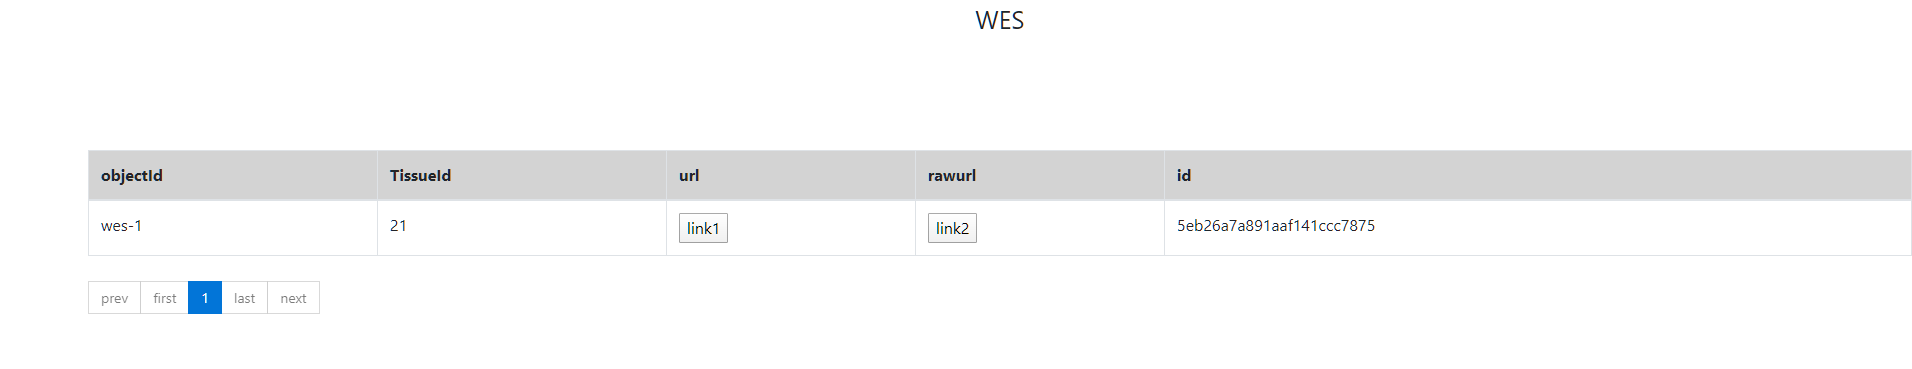 WES
objectId TissueId url rawurl id
wes-1 21 link1 link2 5eb26a7a891aaf141ccc7875
prev first 1 last next